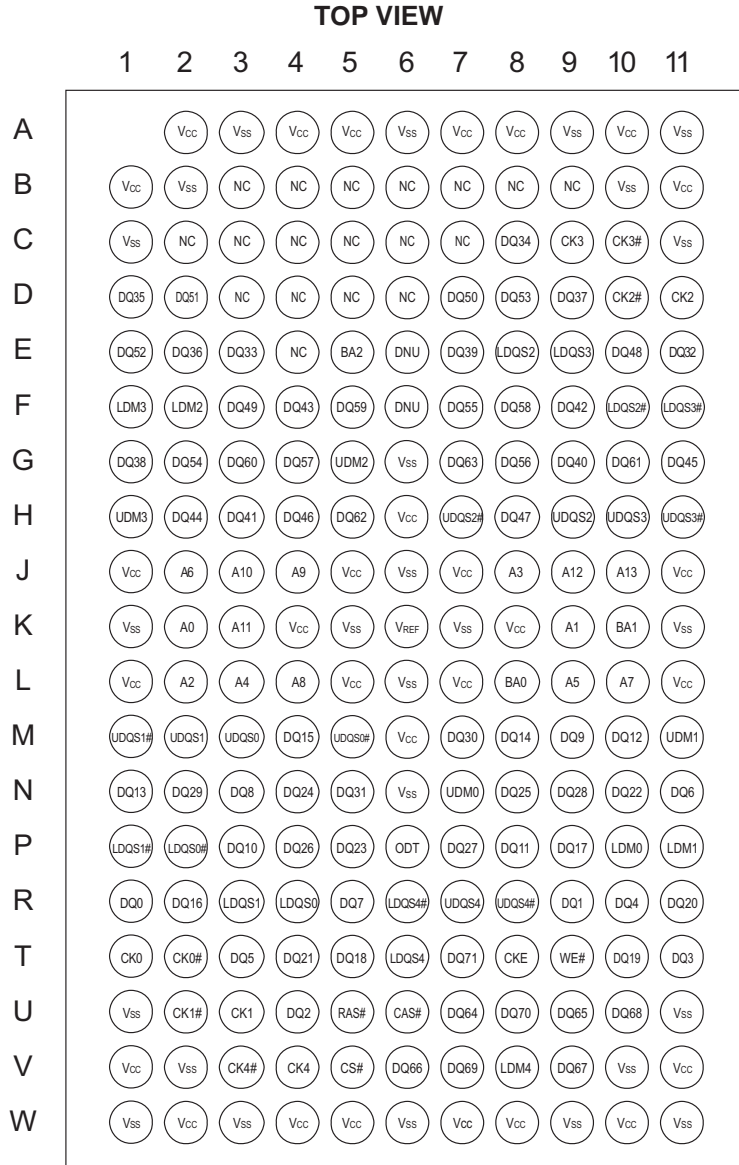 TOP VIEW
1 2 3 4 5 6 7 8 9 10 11
A VCC VSS VCC VCC VSS VCC VCC VSS VCC VSS
B VCC VSS NC NC NC NC NC NC NC VSS VCC
C VSS NC NC NC NC NC NC DQ34 CK3 CK3# VSS
D DQ35 DQ51 NC NC NC NC DQ50 DQ53 DQ37 CK2# CK2
E DQ52 DQ36 DQ33 NC BA2 DNU DQ39 LDQS2 LDQS3 DQ48 DQ32
F LDM3 LDM2 DQ49 DQ43 DQ59 DNU DQ55 DQ58 DQ42 LDQS2# LDQS3#
G DQ38 DQ54 DQ60 DQ57 UDM2 VSS DQ63 DQ56 DQ40 DQ61 DQ45
H UDM3 DQ44 DQ41 DQ46 DQ62 VCC UDQS2# DQ47 UDQS2 UDQS3 UDQS3#
J VCC A6 A10 A9 VCC VSS VCC A3 A12 A13 VCC
K VSS A0 A11 VCC VSS VREF VSS VCC A1 BA1 VSS
L VCC A2 A4 A8 VCC VSS VCC BA0 A5 A7 VCC
M UDQS1# UDQS1 UDQS0 DQ15 UDQS0# VCC DQ30 DQ14 DQ9 DQ12 UDM1
N DQ13 DQ29 DQ8 DQ24 DQ31 VSS UDM0 DQ25 DQ28 DQ22 DQ6
P LDQS1# LDQS0# DQ10 DQ26 DQ23 ODT DQ27 DQ11 DQ17 LDM0 LDM1
R DQ0 DQ16 LDQS1 LDQS0 DQ7 LDQS4# UDQS4 UDQS4# DQ1 DQ4 DQ20
T CK0 CK0# DQ5 DQ21 DQ18 LDQS4 DQ71 CKE WE# DQ19 DQ3
U VSS CK1# CK1 DQ2 RAS# CAS# DQ64 DQ70 DQ65 DQ68 VSS
V VCC VSS CK4# CK4 CS# DQ66 DQ69 LDM4 DQ67 VSS VCC
W VSS VCC VSS VCC VCC VSS Vcc VCC VSS VCC VSS